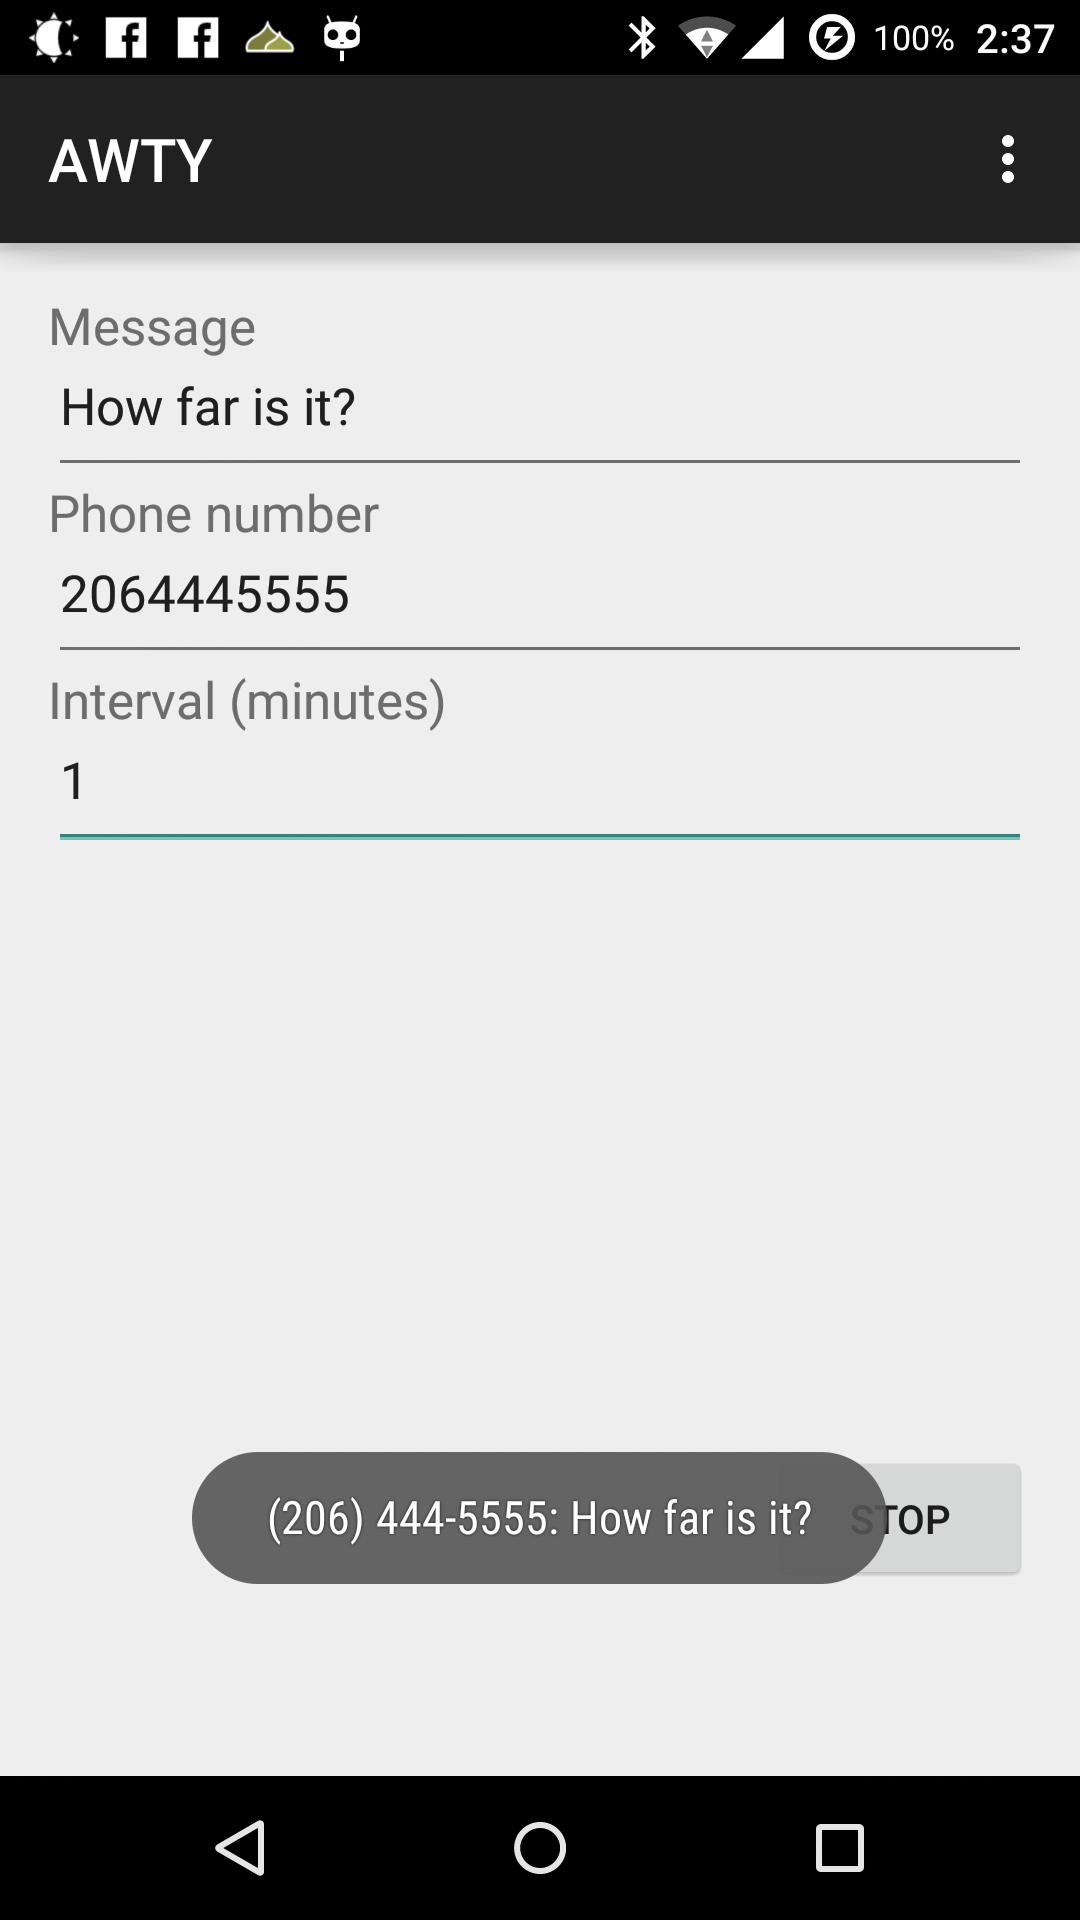 100% 2:37
AWTY
Message
How far is it?
Phone number
2064445555
Interval (minutes)
1
(206) 444-5555: How far is it?
STOP